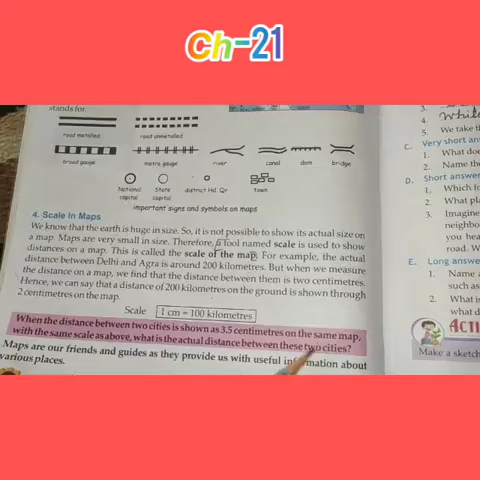 Ch-21
stands for.
road metalled
road unmetalled
broad gauge
metre gauge
river
canal
dam
bridge
National capital
State capital
district Hd. Qr
town
important signs and symbols on maps
4. Scale in Maps
We know that the earth is huge in size. So, it is not possible to show its actual size on
a map. Maps are very small in size. Therefore, a tool named scale is used to show
distances on a map. This is called the scale of the map. For example, the actual
distance between Delhi and Agra is around 200 kilometres. But when we measure
the distance on a map, we find that the distance between them is two centimetres.
Hence, we can say that a distance of 200 kilometres on the ground is shown through
2 centimetres on the map.
Scale 1 cm = 100 kilometres
When the distance between two cities is shown as 3.5 centimetres on the same map,
with the same scale as above, what is the actual distance between these two cities?
Maps are our friends and guides as they provide us with useful information about
various places.
3.
4. White
5. We take t
C. Very short an
1. What do
2. Name th
D. Short answer
1. Which f
2. What pl
3. Imagine
neighbo
you hea
road. W
E. Long answe
1. Name
such as
2. What is
what d
ACTI
Make a sketch